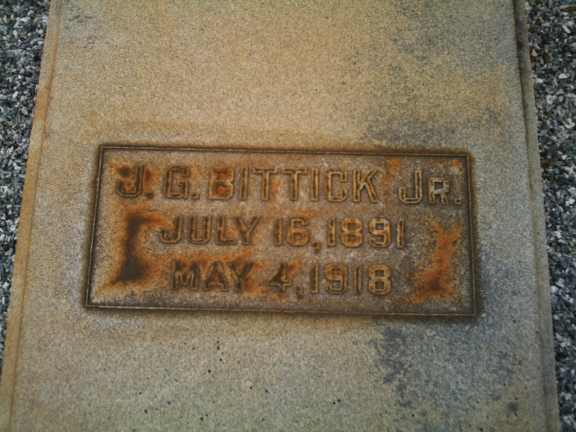 J. G. BITTICK JR.
JULY 16, 1891
MAY 4, 1918